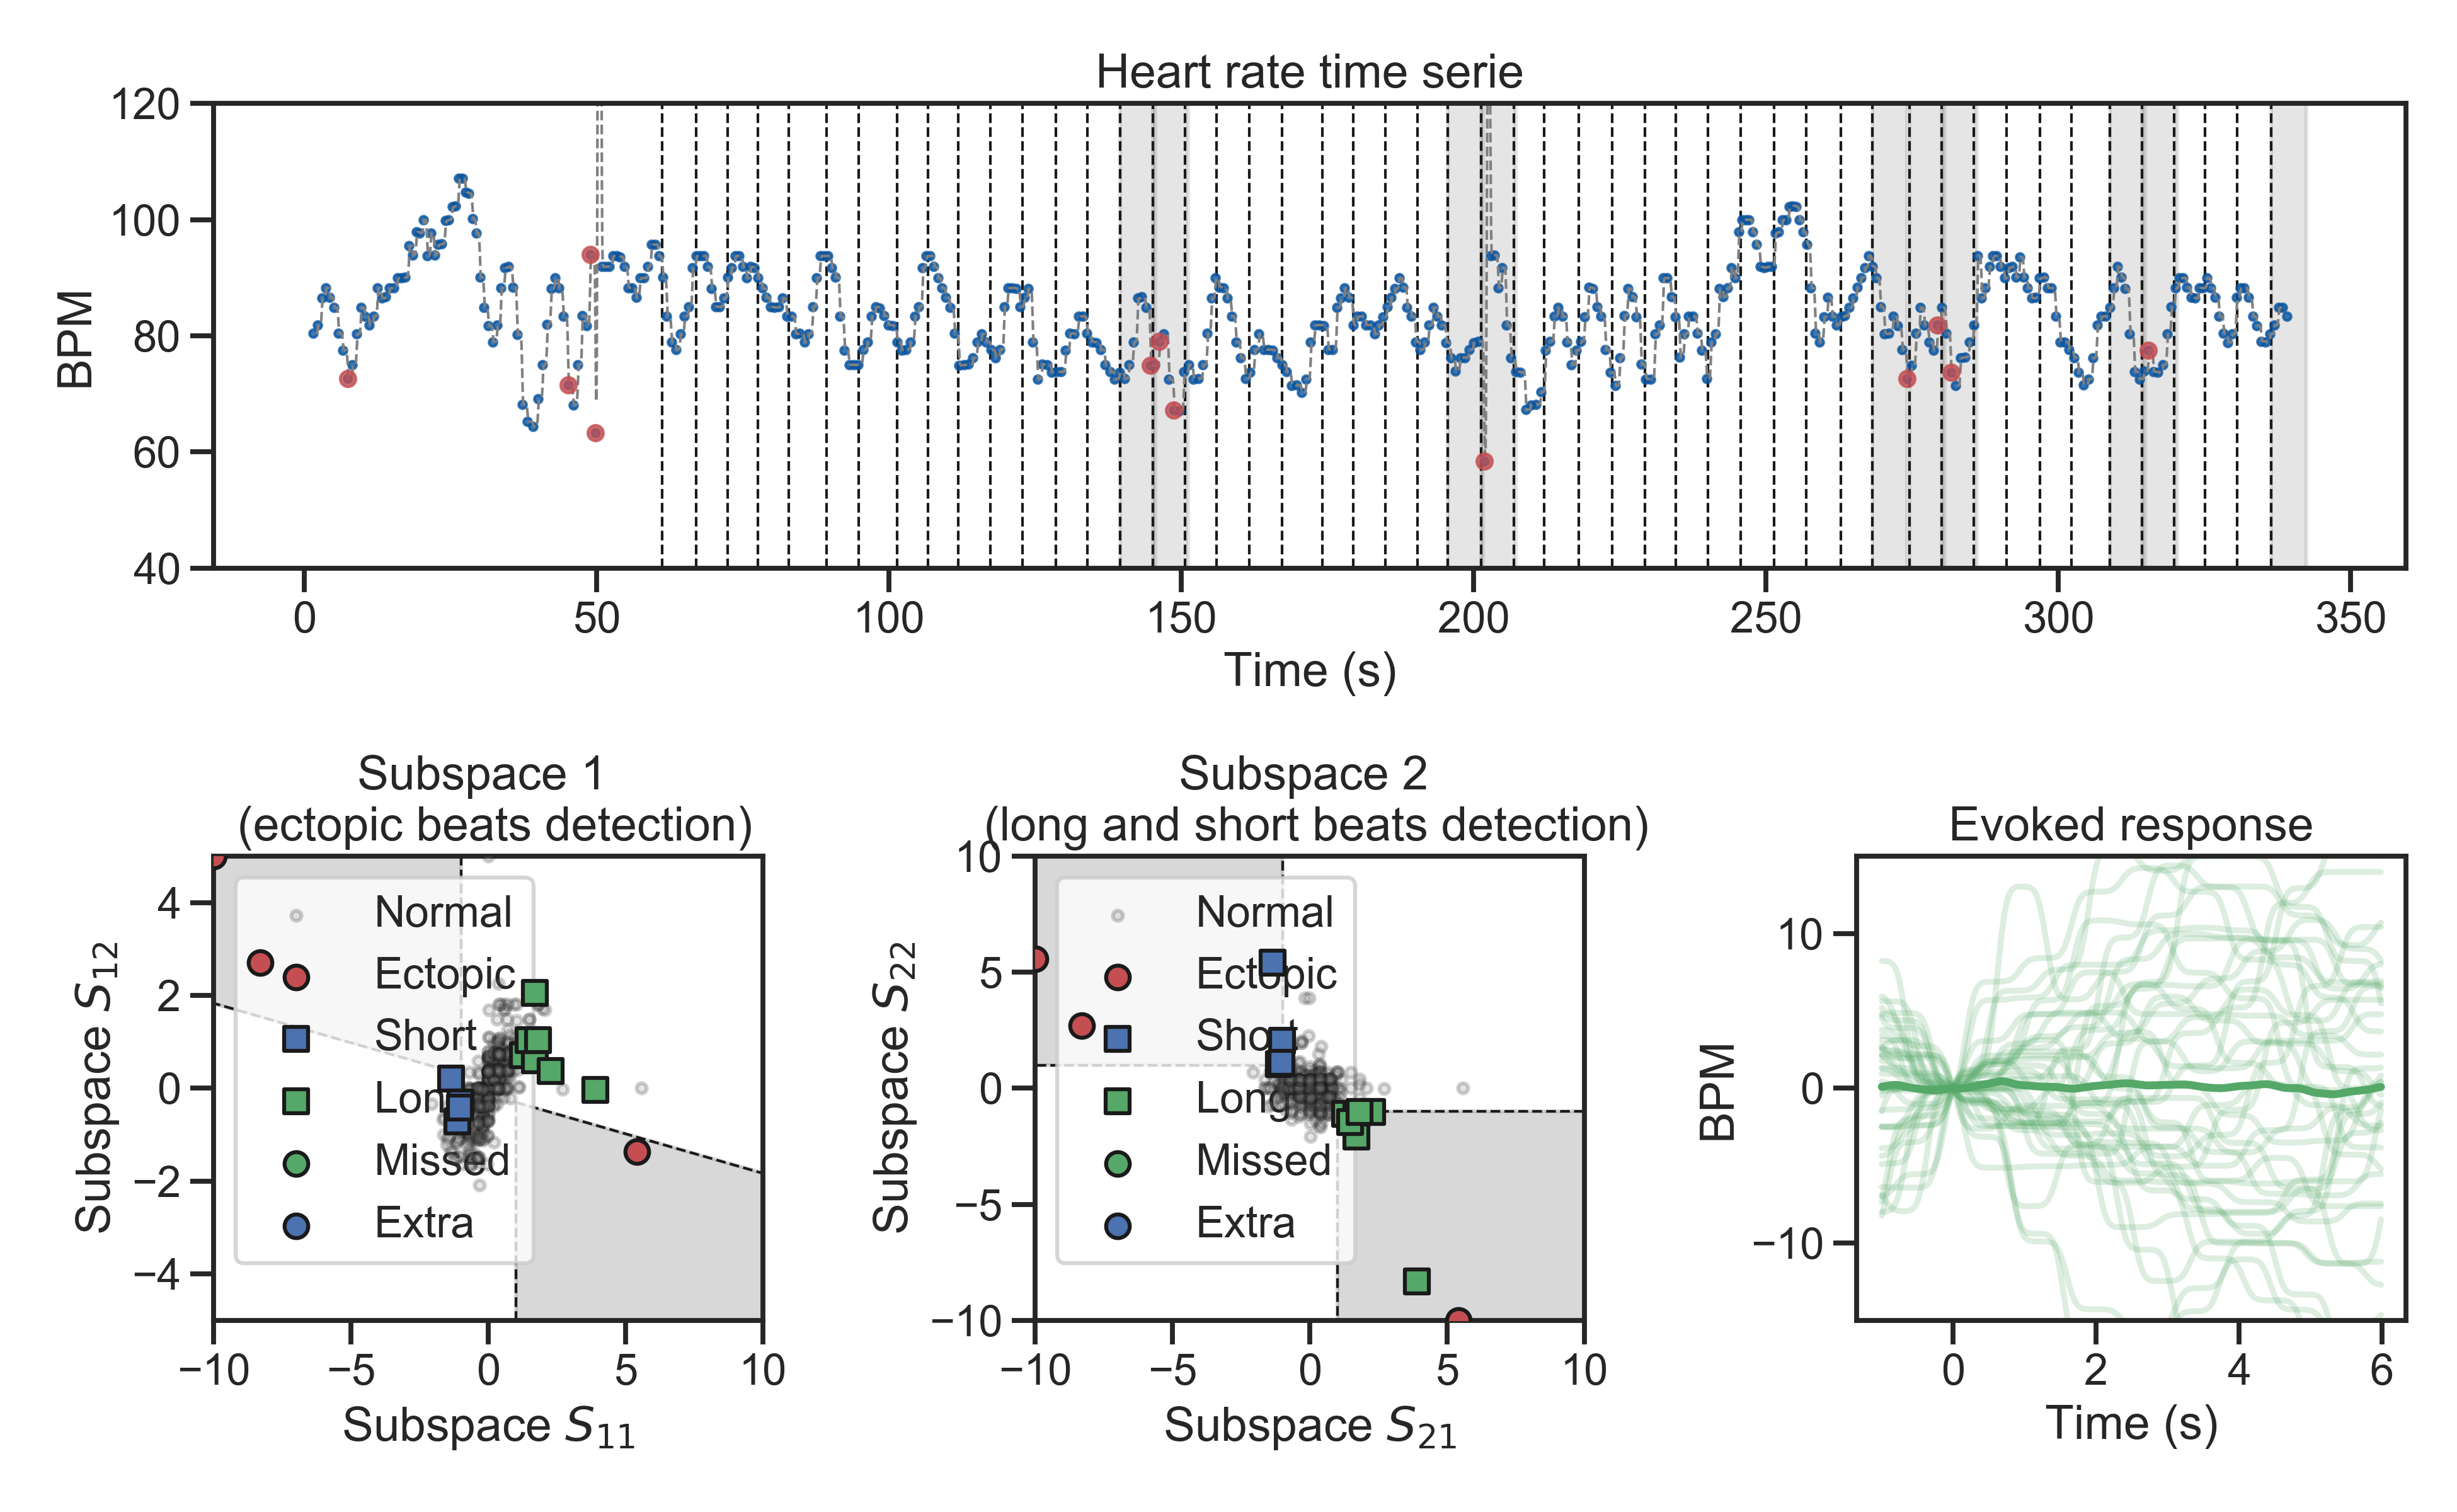 Heart rate time serie
120
100
80
60
40
BPM
0 50 100 150 200 250 300 350
Time (s)
Subspace 1
(ectopic beats detection)
4
2
0
−2
−4
Subspace S12
Normal
Ectopic
Short
Long
Missed
Extra
−10 −5 0 5 10
Subspace S11
Subspace 2
(long and short beats detection)
10
5
0
−5
−10
Subspace S22
Normal
Ectopic
Short
Long
Missed
Extra
−10 −5 0 5 10
Subspace S21
Evoked response
10
0
−10
BPM
0 2 4 6
Time (s)